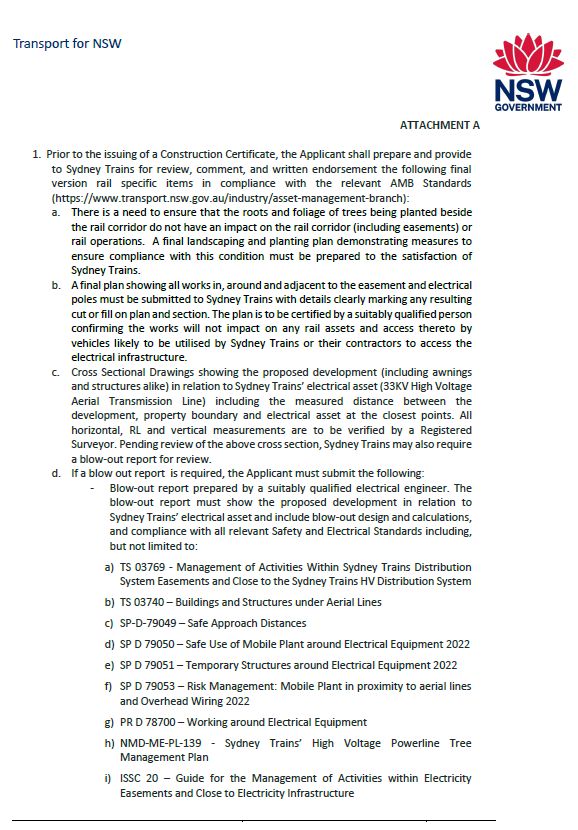 Transport for NSW
NSW
GOVERNMENT
ATTACHMENT A
1. Prior to the issuing of a Construction Certificate, the Applicant shall prepare and provide
to Sydney Trains for review, comment, and written endorsement the following final
version rail specific items in compliance with the relevant AMB Standards
(https://www.transport.nsw.gov.au/industry/asset-management-branch):
a. There is a need to ensure that the roots and foliage of trees being planted beside
the rail corridor do not have an impact on the rail corridor (including easements) or
rail operations. A final landscaping and planting plan demonstrating measures to
ensure compliance with this condition must be prepared to the satisfaction of
Sydney Trains.
b. A final plan showing all works in, around and adjacent to the easement and electrical
poles must be submitted to Sydney Trains with details clearly marking any resulting
cut or fill on plan and section. The plan is to be certified by a suitably qualified person
confirming the works will not impact on any rail assets and access thereto by
vehicles likely to be utilised by Sydney Trains or their contractors to access the
electrical infrastructure.
c. Cross Sectional Drawings showing the proposed development (including awnings
and structures alike) in relation to Sydney Trains' electrical asset (33KV High Voltage
Aerial Transmission Line) including the measured distance between the
development, property boundary and electrical asset at the closest points. All
horizontal, RL and vertical measurements are to be verified by a Registered
Surveyor. Pending review of the above cross section, Sydney Trains may also require
a blow-out report for review.
d. If a blow out report is required, the Applicant must submit the following:
- Blow-out report prepared by a suitably qualified electrical engineer. The
blow-out report must show the proposed development in relation to
Sydney Trains' electrical asset and include blow-out design and calculations,
and compliance with all relevant Safety and Electrical Standards including,
but not limited to:
a) TS 03769 - Management of Activities Within Sydney Trains Distribution
System Easements and Close to the Sydney Trains HV Distribution System
b) TS 03740 – Buildings and Structures under Aerial Lines
c) SP-D-79049 – Safe Approach Distances
d) SP D 79050 – Safe Use of Mobile Plant around Electrical Equipment 2022
e) SP D 79051 – Temporary Structures around Electrical Equipment 2022
f) SP D 79053 – Risk Management: Mobile Plant in proximity to aerial lines
and Overhead Wiring 2022
g) PR D 78700 – Working around Electrical Equipment
h) NMD-ME-PL-139 - Sydney Trains' High Voltage Powerline Tree
Management Plan
i) ISSC 20 – Guide for the Management of Activities within Electricity
Easements and Close to Electricity Infrastructure